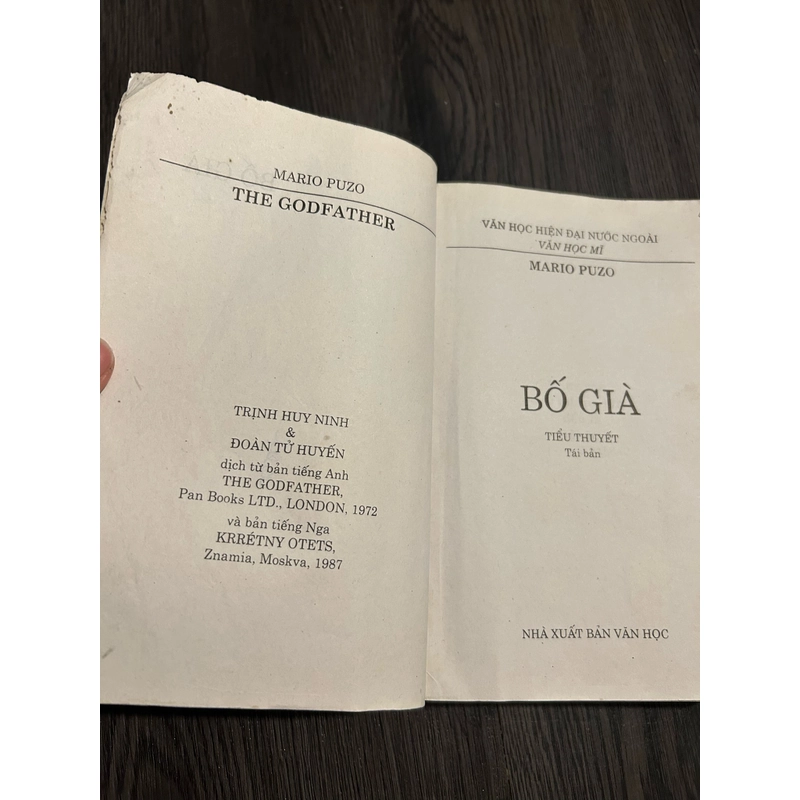 MARIO PUZO
THE GODFATHER
TRỊNH HUY NINH
&
ĐOÀN TỬ HUYẾN
dịch từ bản tiếng Anh
THE GODFATHER,
Pan Books LTD., LONDON, 1972
và bản tiếng Nga
KRRÉTNY OTETS,
Znamia, Moskva, 1987
VĂN HỌC HIỆN ĐẠI NƯỚC NGOÀI
VĂN HỌC MĨ
MARIO PUZO
BỐ GIÀ
TIỂU THUYẾT
Tái bản
NHÀ XUẤT BẢN VĂN HỌC